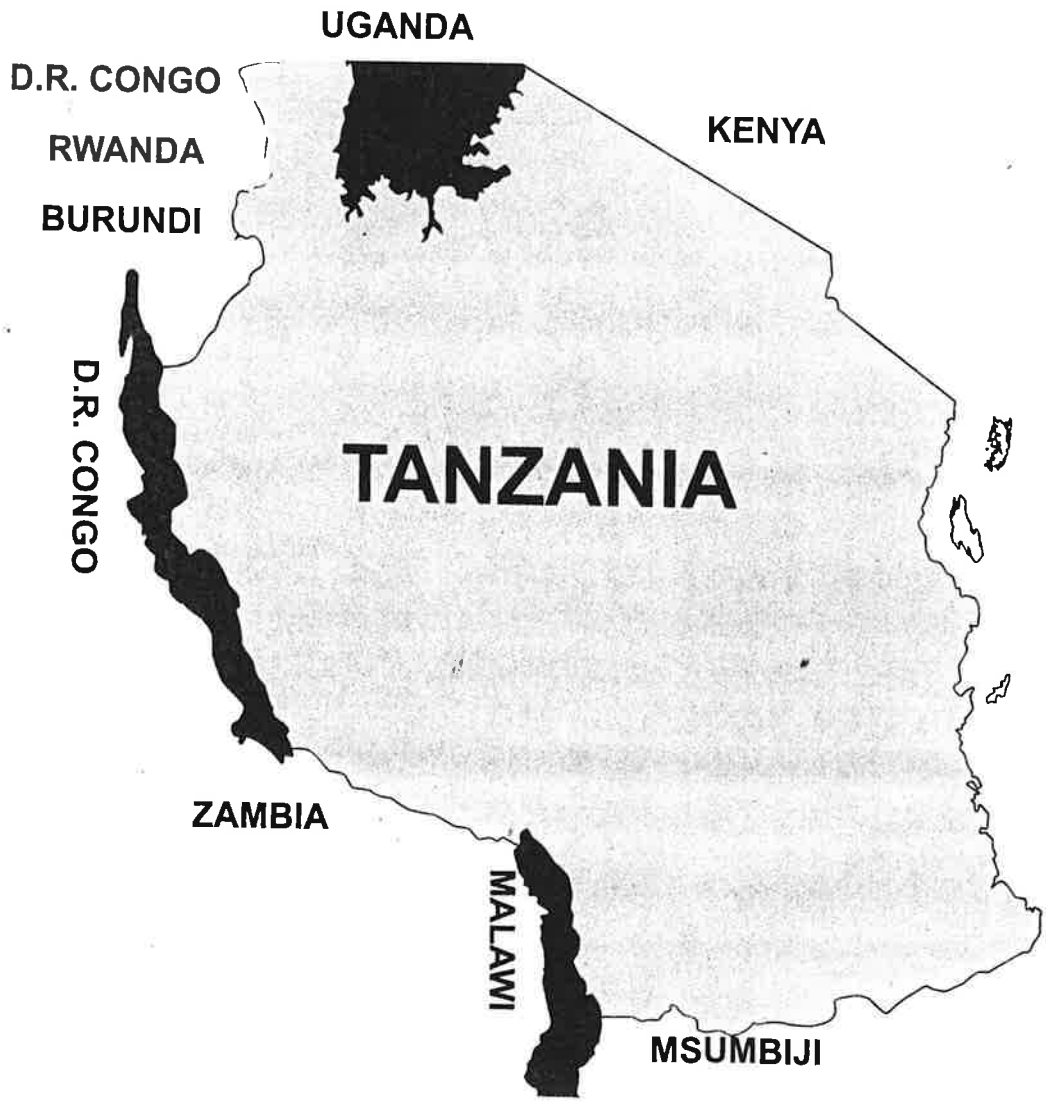 UGANDA
D.R. CONGO
KENYA
RWANDA
BURUNDI
D.R. CONGO
TANZANIA
ZAMBIA
MALAWI
MSUMBIJI